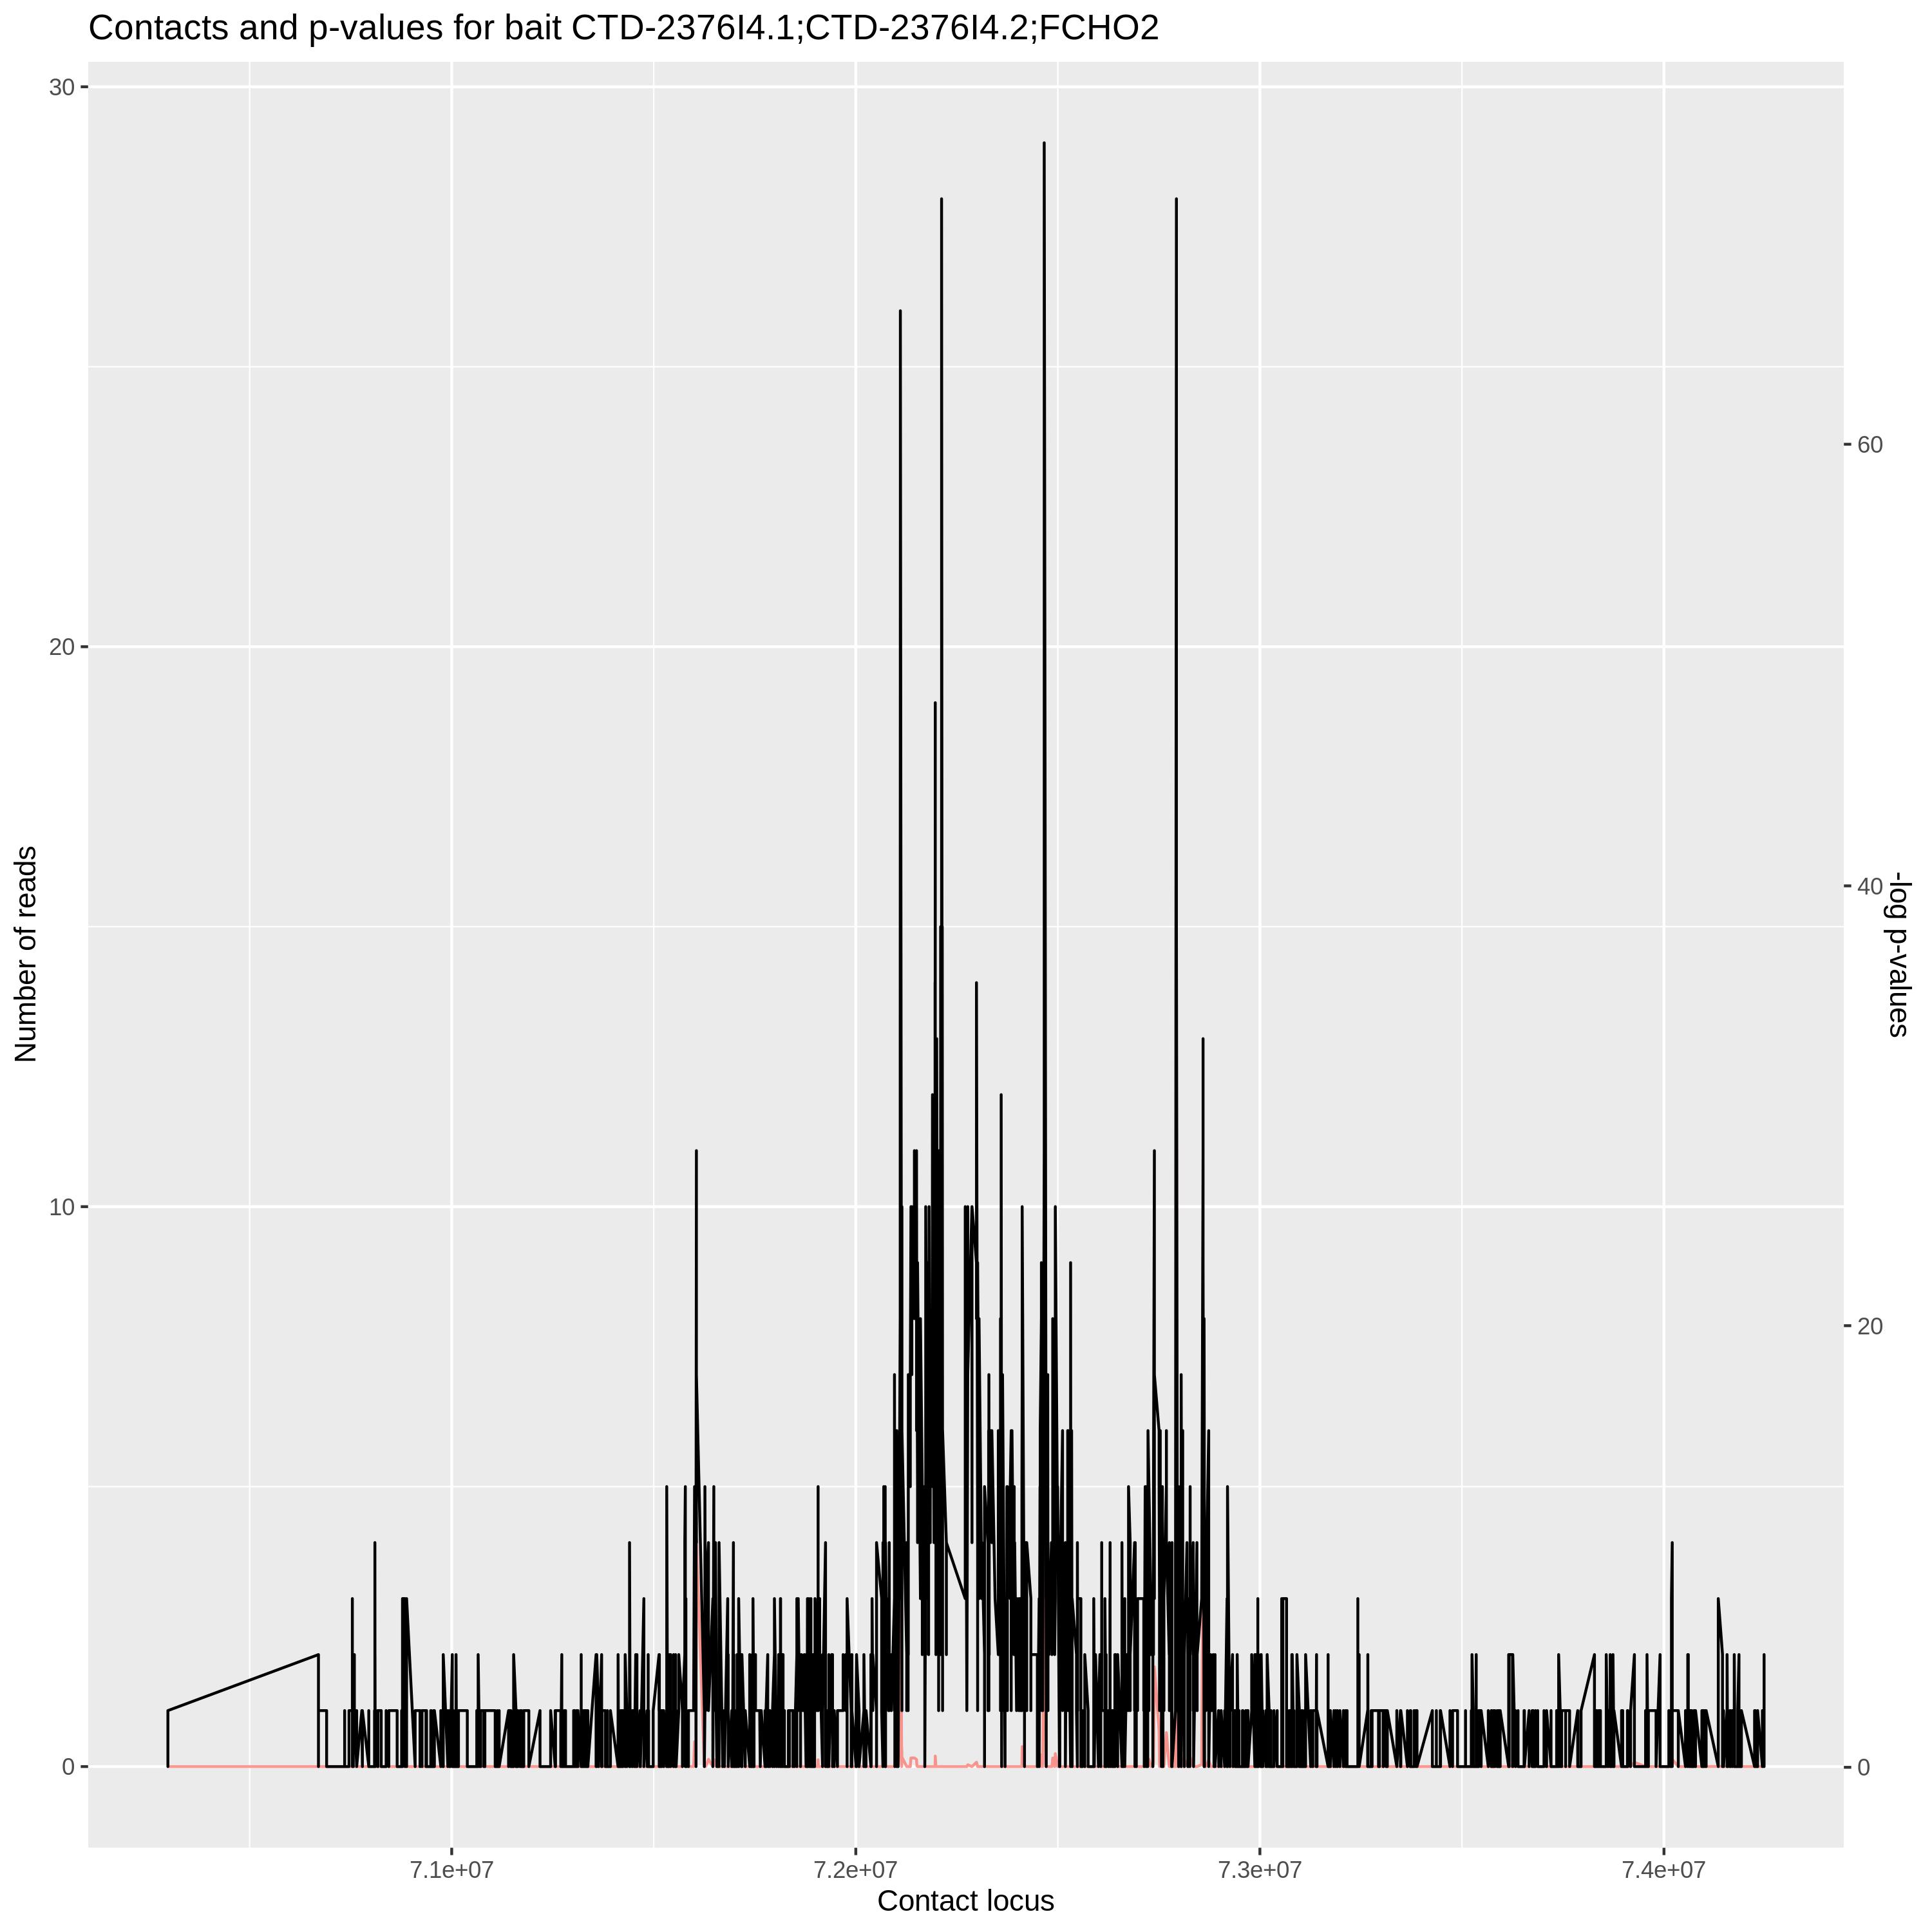 Contacts and p-values for bait CTD-2376I4.1;CTD-2376I4.2;FCHO2
30
20
10
0
Number of reads
60
40
20
0
-log p-values
7.1e+07
7.2e+07
7.3e+07
7.4e+07
Contact locus